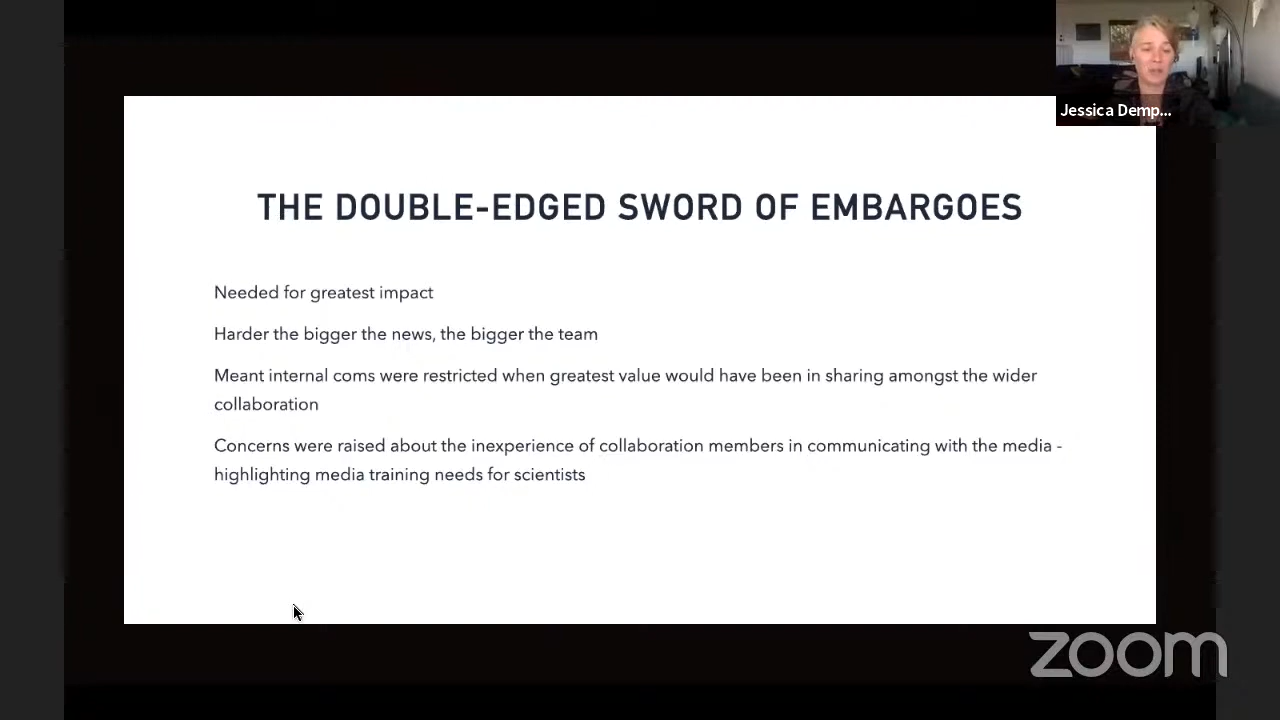 Jessica Demp...
THE DOUBLE-EDGED SWORD OF EMBARGOES
Needed for greatest impact
Harder the bigger the news, the bigger the team
Meant internal coms were restricted when greatest value would have been in sharing amongst the wider
collaboration
Concerns were raised about the inexperience of collaboration members in communicating with the media -
highlighting media training needs for scientists
zoom